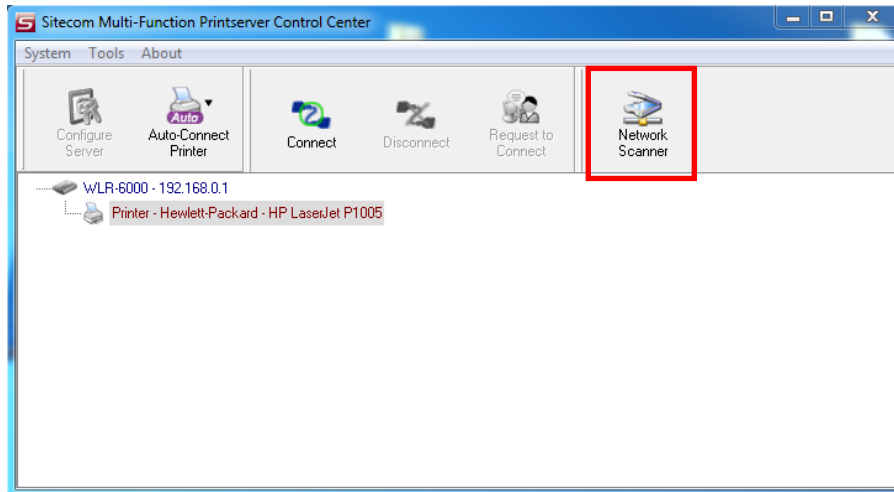 Sitecom Multi-Function Printserver Control Center
System Tools About
Configure Server
Auto
Auto-Connect Printer
Connect
Disconnect
Request to Connect
Network Scanner
WLR-6000 - 192.168.0.1
Printer - Hewlett-Packard - HP LaserJet P1005